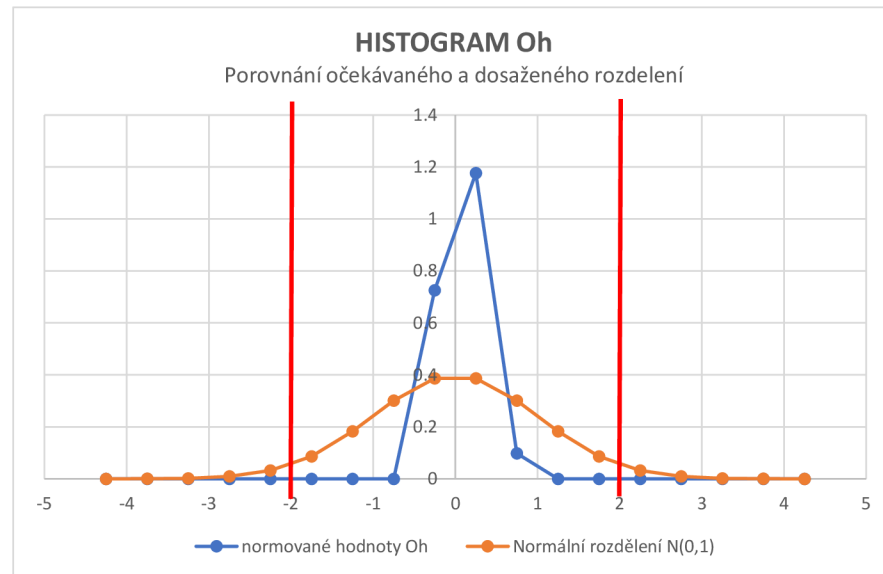 HISTOGRAM Oh
Porovnání očekávaného a dosaženého rozdelení
1.4
1.2
1
0.8
0.6
0.4
0.2
0
-5 -4 -3 -2 -1 0 1 2 3 4 5
normované hodnoty Oh Normální rozdělení N(0,1)